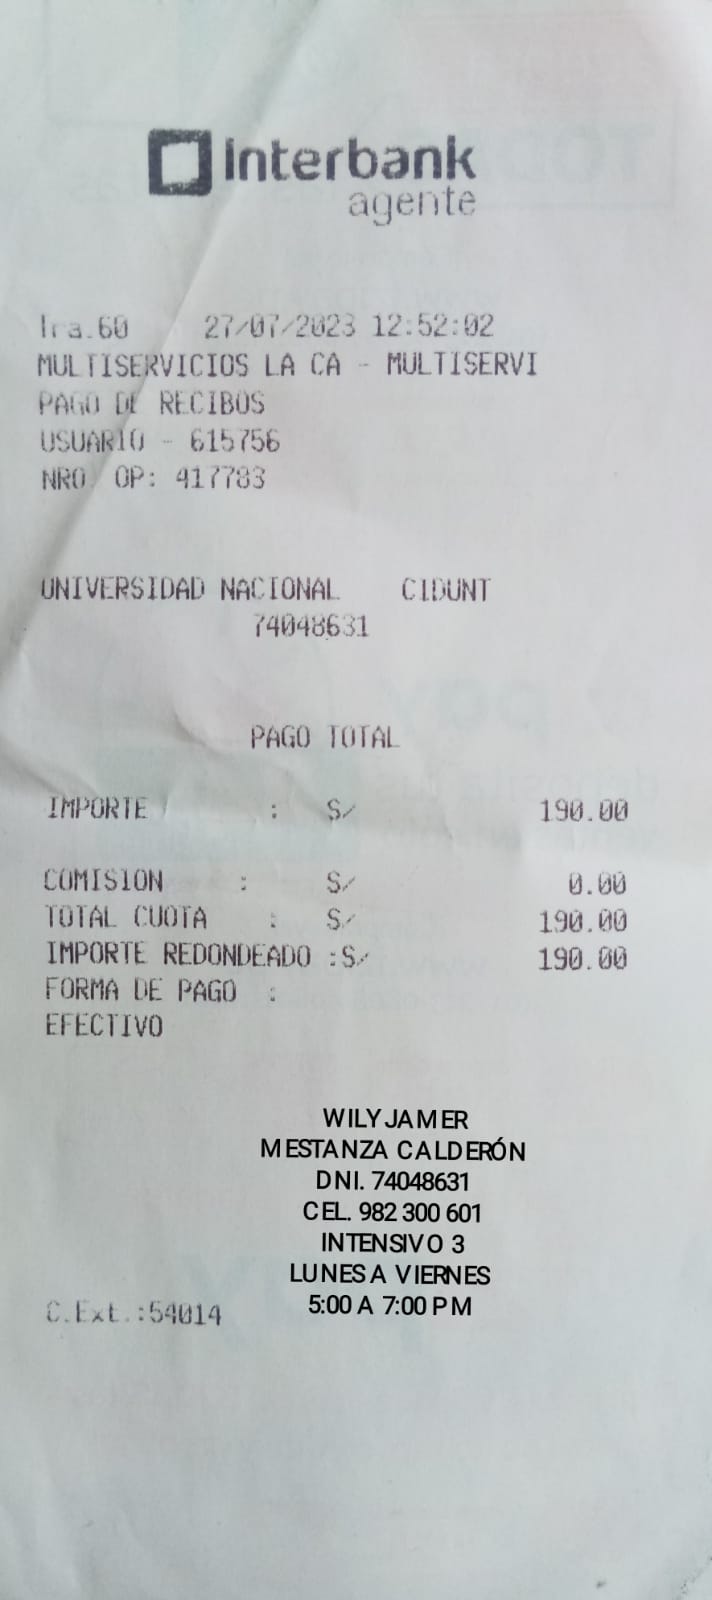 interbank
agente
Tra.60 27/07/2023 12:52:02
MULTISERVICIOS LA CA - MULTISERVI
PAGO DE RECIBOS
USUARIO - 615756
NRO. OP: 417783
UNIVERSIDAD NACIONAL CIDUNT
74048631
PAGO TOTAL
IMPORTE : S/ 190.00
COMISION : S/ 0.00
TOTAL CUOTA : S/ 190.00
IMPORTE REDONDEADO :S/ 190.00
FORMA DE PAGO :
EFECTIVO
WILY JAMER
MESTANZA CALDERÓN
DNI. 74048631
CEL. 982 300 601
INTENSIVO 3
LUNES A VIERNES
5:00 A 7:00 PM
C.Ext.:54014